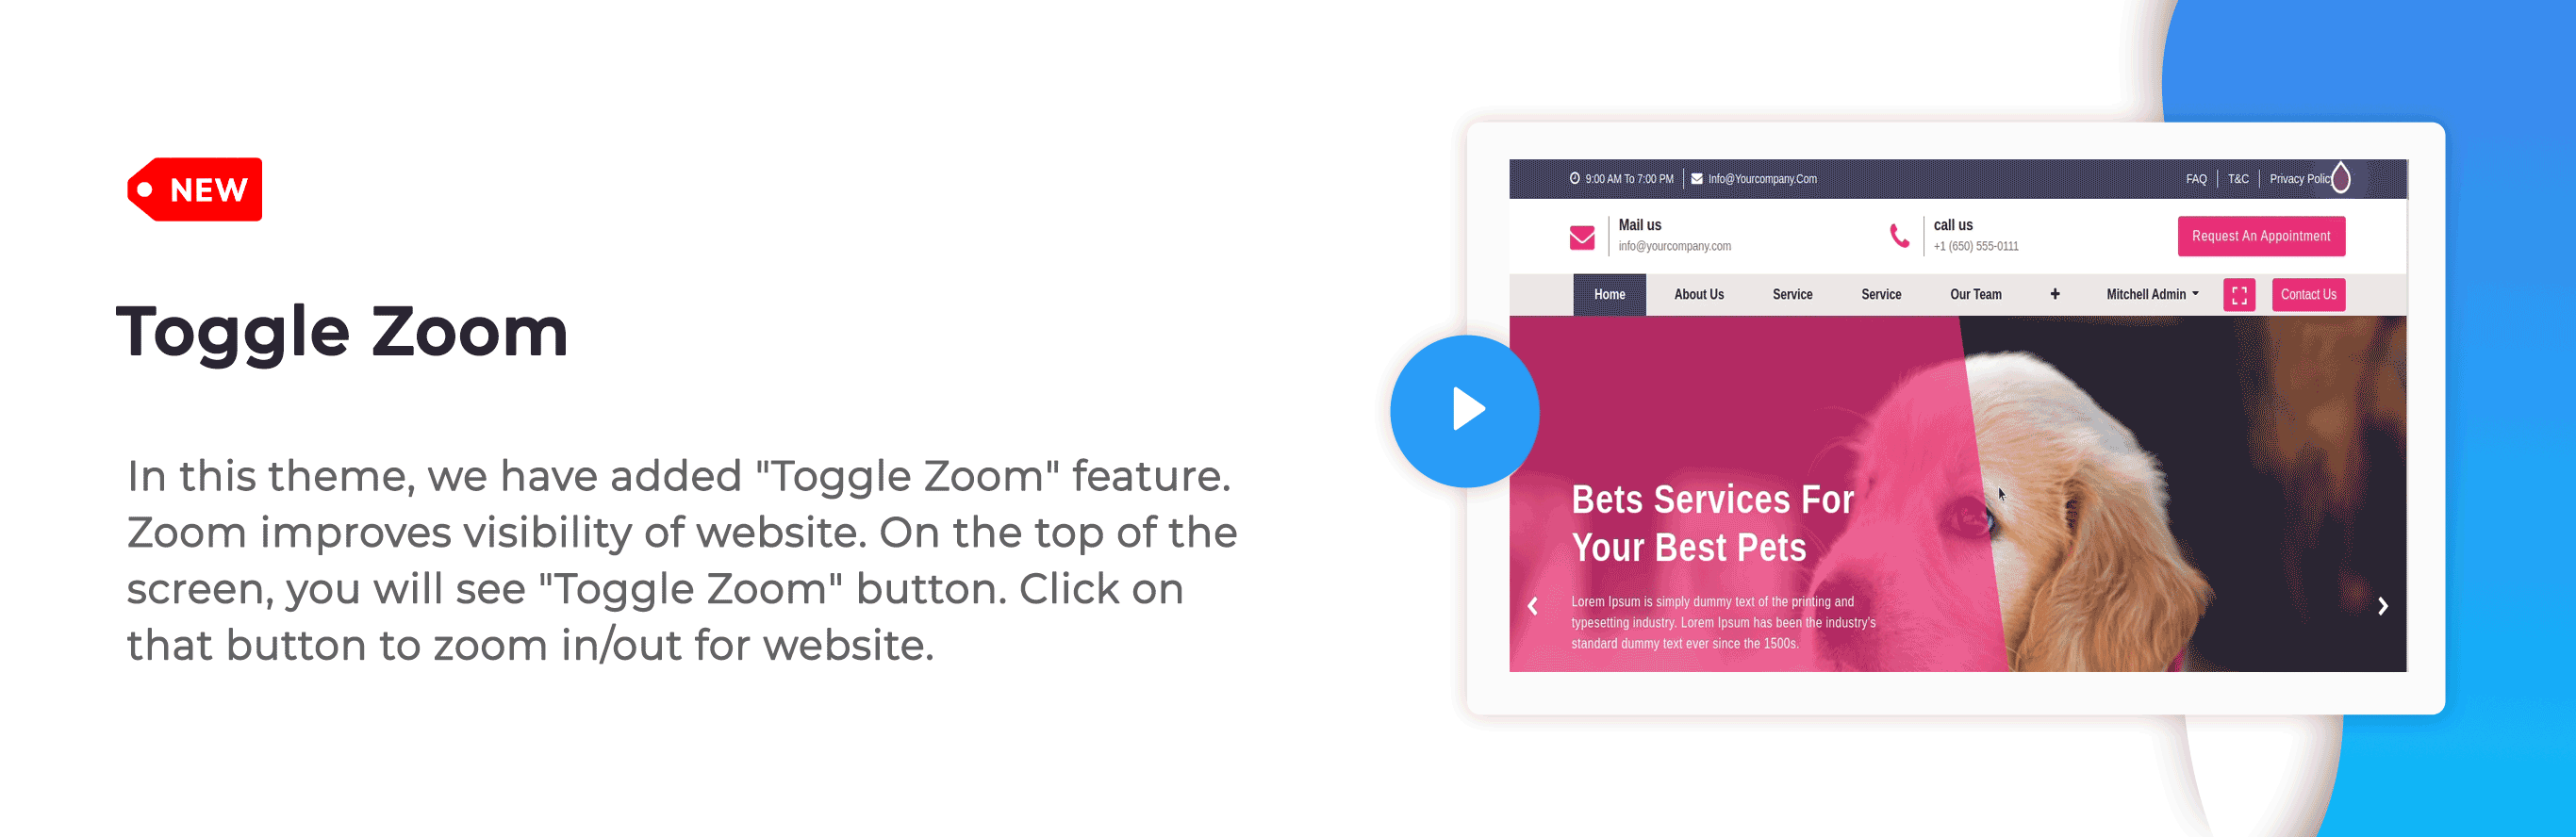 NEW
Toggle Zoom
In this theme, we have added "Toggle Zoom" feature.
Zoom improves visibility of website. On the top of the
screen, you will see "Toggle Zoom" button. Click on
that button to zoom in/out for website.
9:00 AM To 7:00 PM Info@Yourcompany.Com FAQ T&C Privacy Policy
Mail us
info@yourcompany.com
call us
+1 (650) 555-0111
Request An Appointment
Home About Us Service Service Our Team + Mitchell Admin Contact Us
Bets Services For
Your Best Pets
Lorem Ipsum is simply dummy text of the printing and
typesetting industry. Lorem Ipsum has been the industry's
standard dummy text ever since the 1500s.